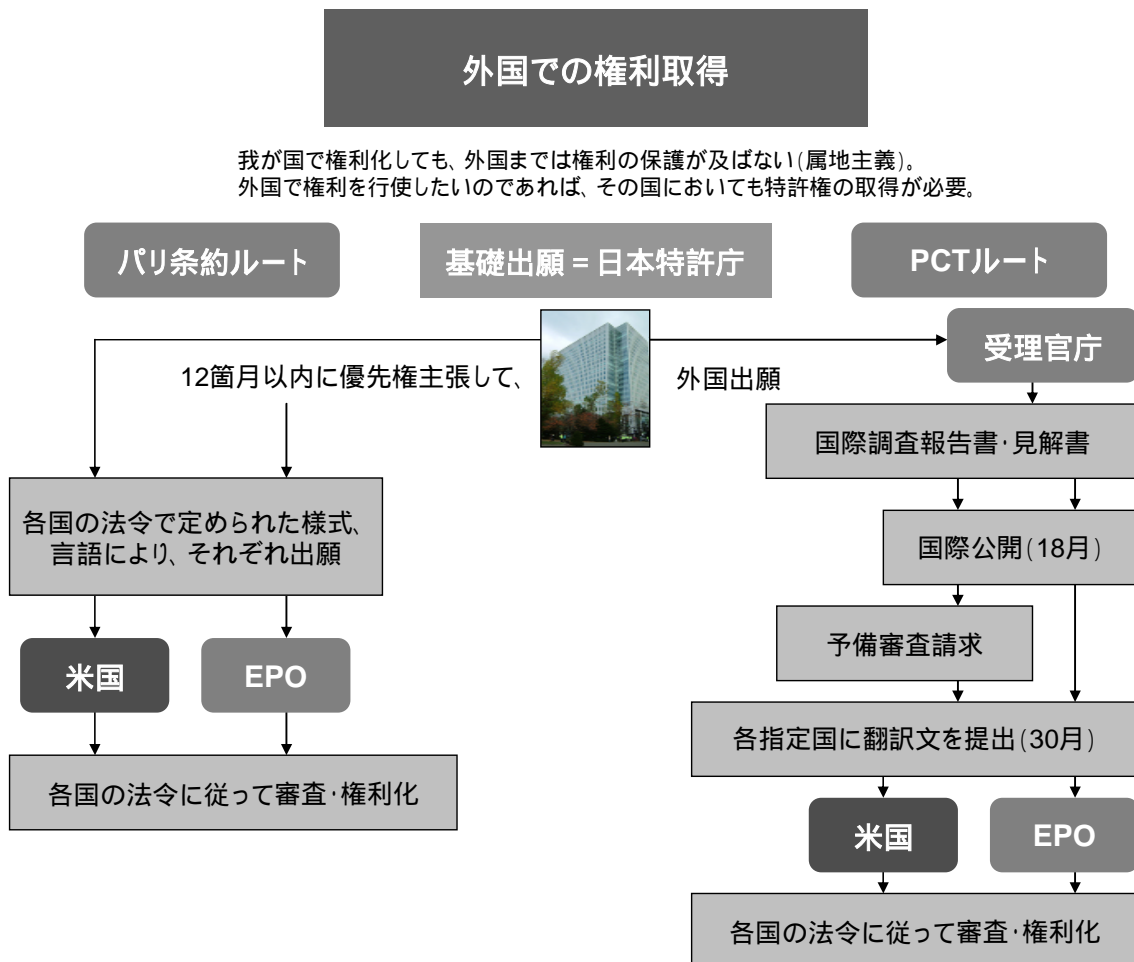 外国での権利取得
我が国で権利化しても、外国までは権利の保護が及ばない(属地主義)。
外国で権利を行使したいのであれば、その国においても特許権の取得が必要。
パリ条約ルート
基礎出願=日本特許庁
PCTルート
12箇月以内に優先権主張して、
外国出願
各国の法令で定められた様式、
言語により、それぞれ出願
米国
EPO
各国の法令に従って審査・権利化
受理官庁
国際調査報告書・見解書
国際公開(18月)
予備審査請求
各指定国に翻訳文を提出(30月)
米国
EPO
各国の法令に従って審査・権利化